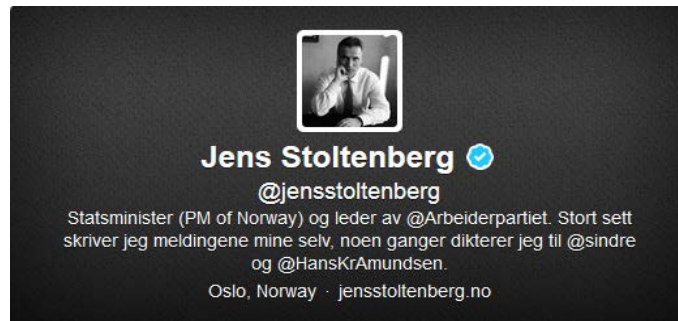 Jens Stoltenberg
@jensstoltenberg
Statsminister (PM of Norway) og leder av @Arbeiderpartiet. Stort sett
skriver jeg meldingene mine selv, noen ganger dikterer jeg til @sindre
og @HansKrAmundsen.
Oslo, Norway · jensstoltenberg.no